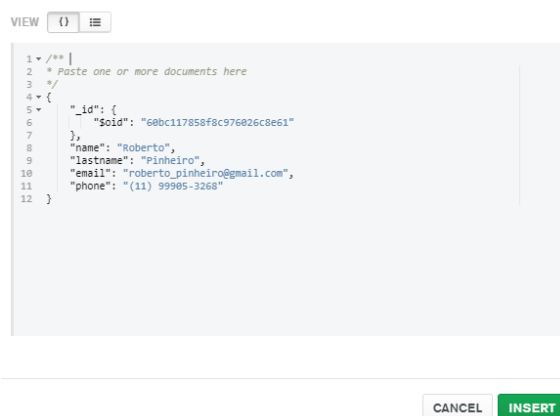 VIEW {}
1 /**
2 * Paste one or more documents here
3 */
4 {
5 "_id": {
6 "$oid": "60bc117858f8c976026c8e61"
7 },
8 "name": "Roberto",
9 "lastname": "Pinheiro",
10 "email": "roberto_pinheiro@gmail.com",
11 "phone": "(11) 99905-3268"
12 }
CANCEL INSERT